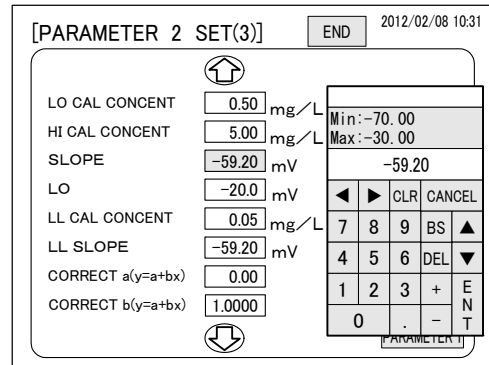 [PARAMETER 2 SET(3)] END 2012/02/08 10:31
LO CAL CONCENT 0.50 mg/L
HI CAL CONCENT 5.00 mg/L
SLOPE -59.20 mV
LO -20.0 mV
LL CAL CONCENT 0.05 mg/L
LL SLOPE -59.20 mV
CORRECT a(y=a+bx) 0.00
CORRECT b(y=a+bx) 1.0000
Min:-70.00
Max:-30.00
-59.20
◀ ▶ CLR CANCEL
7 8 9 BS ▲
4 5 6 DEL ▼
1 2 3 + ENT
0 . -
PARAMETER 1